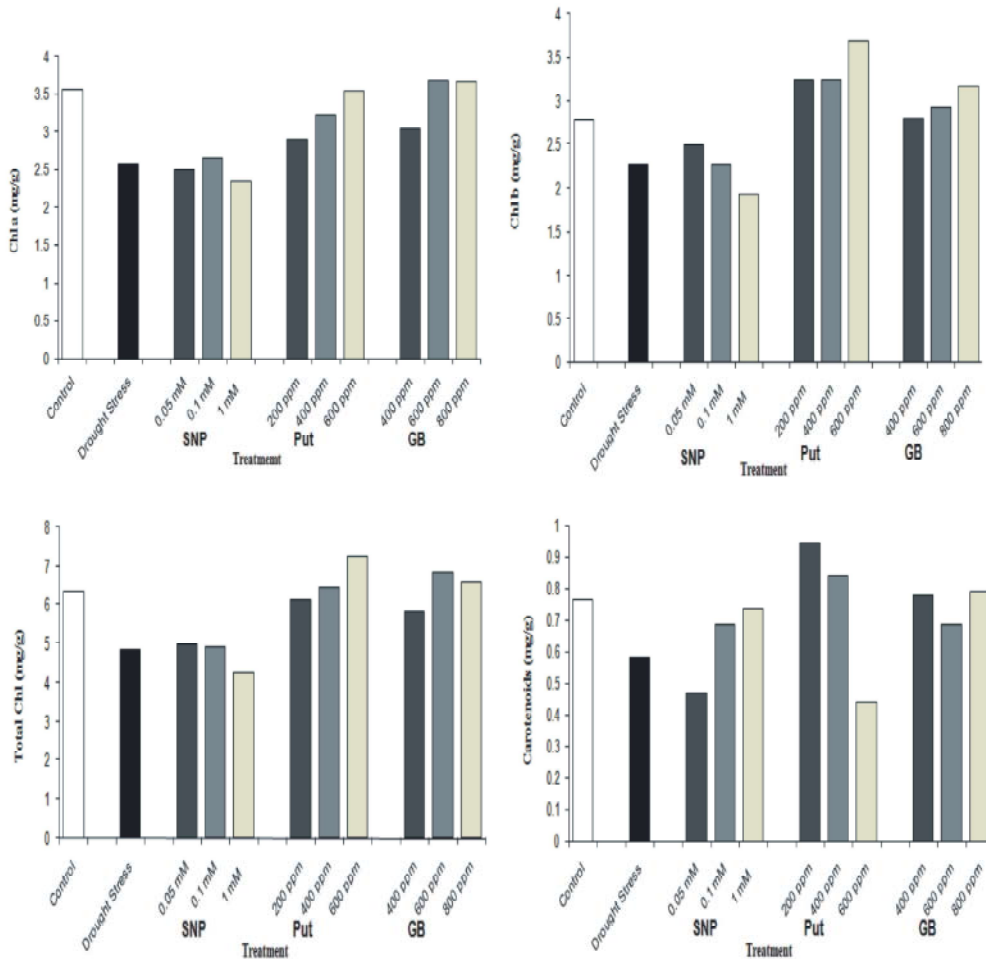 Chl a (mg/g)
4
3.5
3
2.5
2
1.5
1
0.5
0
Control
Drought Stress
0.05 mM
0.1 mM
1 mM
200 ppm
400 ppm
600 ppm
400 ppm
600 ppm
800 ppm
SNP Put GB
Treatmemt
Chl b (mg/g)
4
3.5
3
2.5
2
1.5
1
0.5
0
Control
Drought Stress
0.05 mM
0.1 mM
1 mM
200 ppm
400 ppm
600 ppm
400 ppm
600 ppm
800 ppm
SNP Put GB
Treatment
Total Chl (mg/g)
8
7
6
5
4
3
2
1
0
Control
Drought Stress
0.05 mM
0.1 mM
1 mM
200 ppm
400 ppm
600 ppm
400 ppm
600 ppm
800 ppm
SNP Put GB
Treatment
Carotenoids (mg/g)
1
0.9
0.8
0.7
0.6
0.5
0.4
0.3
0.2
0.1
0
Control
Drought Stress
0.05 mM
0.1 mM
1 mM
200 ppm
400 ppm
600 ppm
400 ppm
600 ppm
800 ppm
SNP Put GB
Treatment